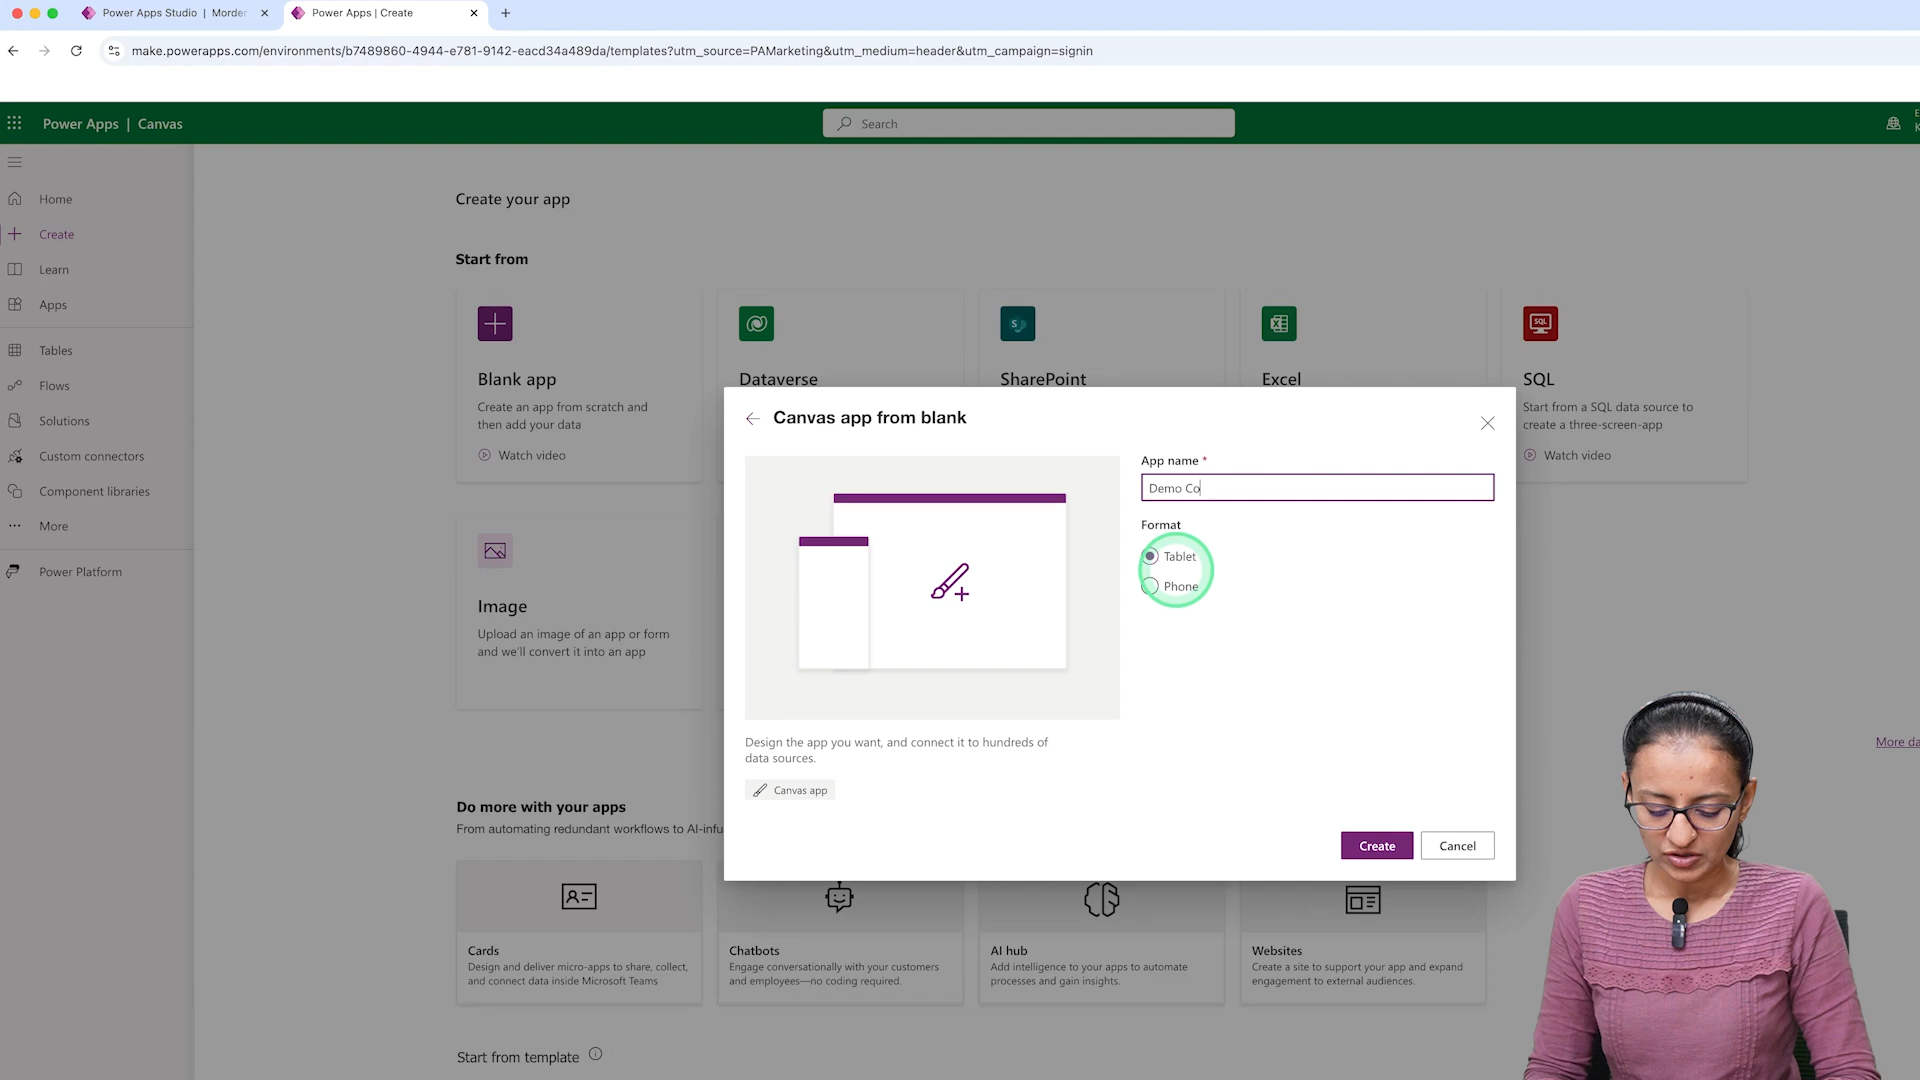 Power Apps Studio | Morder
Power Apps | Create
make.powerapps.com/environments/b7489860-4944-e781-9142-eacd34a489da/templates?utm_source=PAMarketing&utm_medium=header&utm_campaign=signin
Power Apps | Canvas
Search
Home
Create
Learn
Apps
Tables
Flows
Solutions
Custom connectors
Component libraries
More
Power Platform
Create your app
Start from
Blank app
Create an app from scratch and
then add your data
Watch video
Dataverse
SharePoint
Excel
SQL
SQL
Start from a SQL data source to
create a three-screen-app
Watch video
Image
Upload an image of an app or form
and we'll convert it into an app
Canvas app from blank
App name *
Demo Co
Format
Tablet
Phone
Design the app you want, and connect it to hundreds of
data sources.
Canvas app
Create
Cancel
More da
Do more with your apps
From automating redundant workflows to AI-infu
Cards
Design and deliver micro-apps to share, collect,
and connect data inside Microsoft Teams
Chatbots
Engage conversationally with your customers
and employees—no coding required.
AI hub
Add intelligence to your apps to automate
processes and gain insights.
Websites
Create a site to support your app and expand
engagement to external audiences.
Start from template